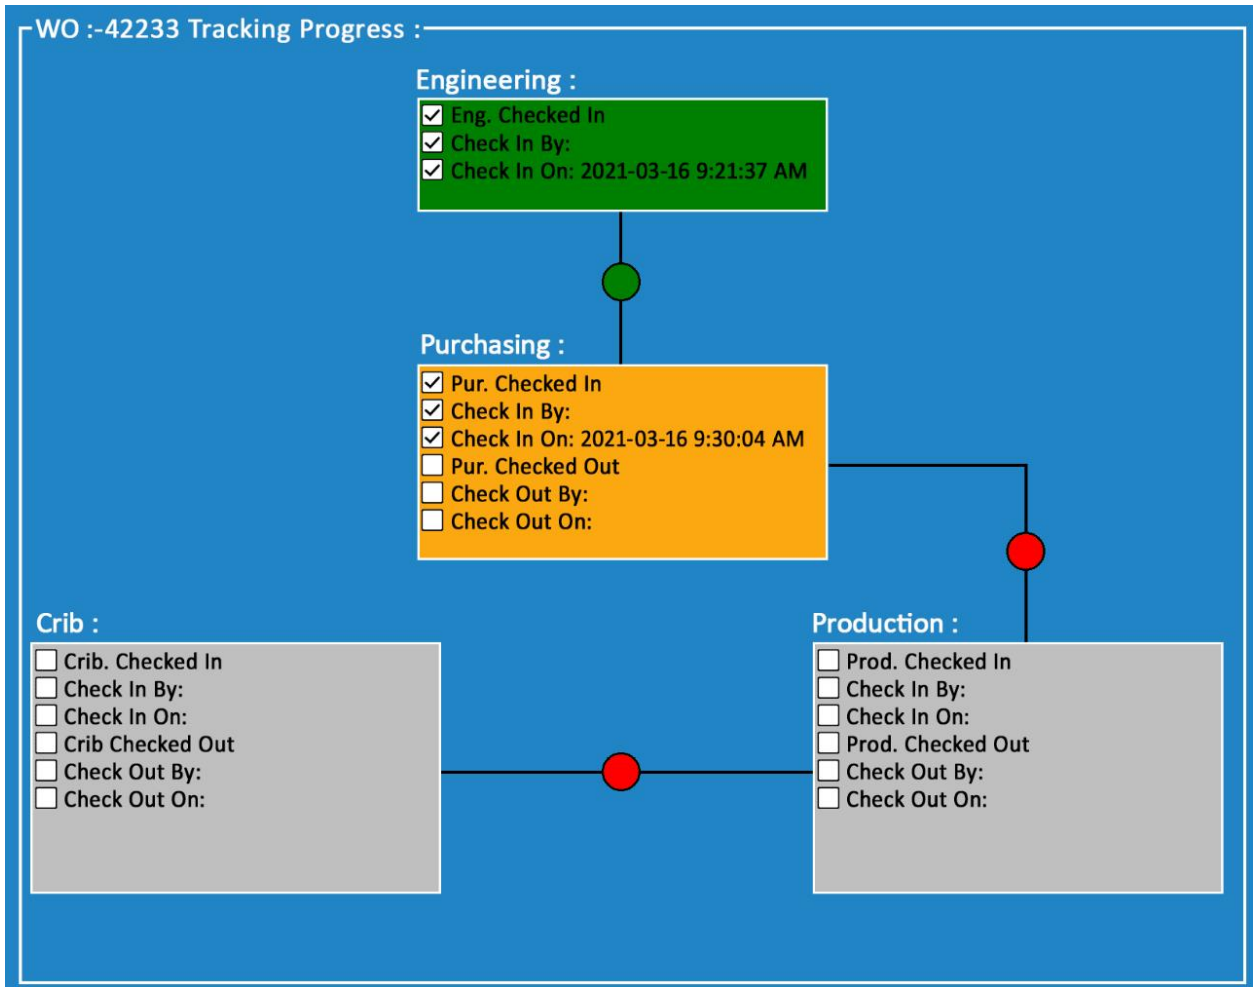 WO :-42233 Tracking Progress :
Engineering :
Eng. Checked In
Check In By:
Check In On: 2021-03-16 9:21:37 AM
Purchasing :
Pur. Checked In
Check In By:
Check In On: 2021-03-16 9:30:04 AM
Pur. Checked Out
Check Out By:
Check Out On:
Crib :
Crib. Checked In
Check In By:
Check In On:
Crib Checked Out
Check Out By:
Check Out On:
Production :
Prod. Checked In
Check In By:
Check In On:
Prod. Checked Out
Check Out By:
Check Out On: